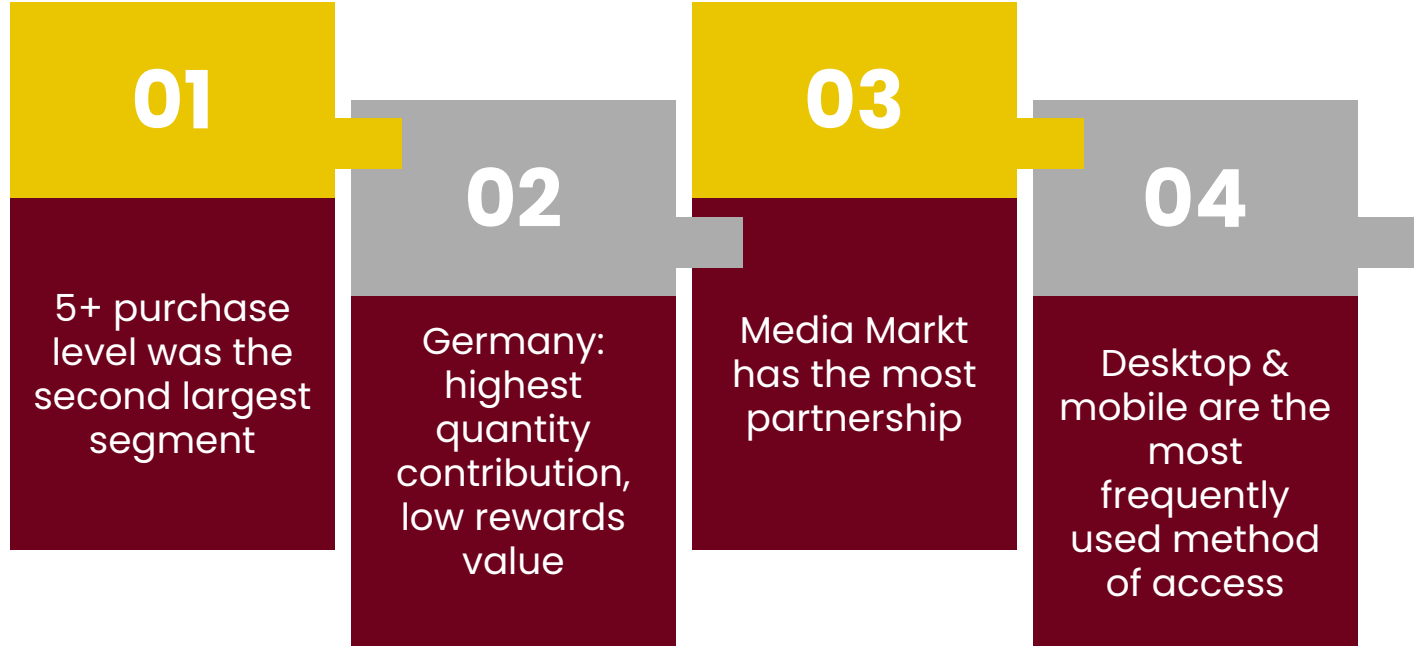 01
5+ purchase
level was the
second largest
segment
02
Germany:
highest
quantity
contribution,
low rewards
value
03
Media Markt
has the most
partnership
04
Desktop &
mobile are the
most
frequently
used method
of access